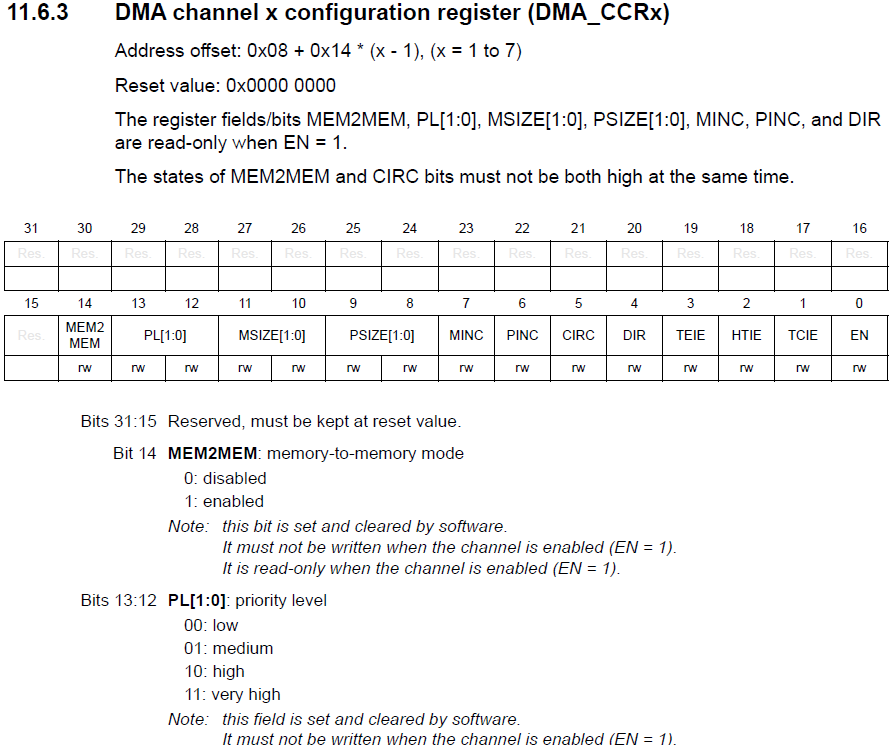 11.6.3 DMA channel x configuration register (DMA_CCRx)
Address offset: 0x08 + 0x14 * (x - 1), (x = 1 to 7)
Reset value: 0x0000 0000
The register fields/bits MEM2MEM, PL[1:0], MSIZE[1:0], PSIZE[1:0], MINC, PINC, and DIR
are read-only when EN = 1.
The states of MEM2MEM and CIRC bits must not be both high at the same time.
31 30 29 28 27 26 25 24 23 22 21 20 19 18 17 16
Res. Res. Res. Res. Res. Res. Res. Res. Res. Res. Res. Res. Res. Res. Res. Res.
15 14 13 12 11 10 9 8 7 6 5 4 3 2 1 0
Res. MEM2 MEM PL[1:0] MSIZE[1:0] PSIZE[1:0] MINC PINC CIRC DIR TEIE HTIE TCIE EN
rw rw rw rw rw rw rw rw rw rw rw rw rw rw rw
Bits 31:15 Reserved, must be kept at reset value.
Bit 14 MEM2MEM: memory-to-memory mode
0: disabled
1: enabled
Note: this bit is set and cleared by software.
It must not be written when the channel is enabled (EN = 1).
It is read-only when the channel is enabled (EN = 1).
Bits 13:12 PL[1:0]: priority level
00: low
01: medium
10: high
11: very high
Note: this field is set and cleared by software.
It must not be written when the channel is enabled (EN = 1).